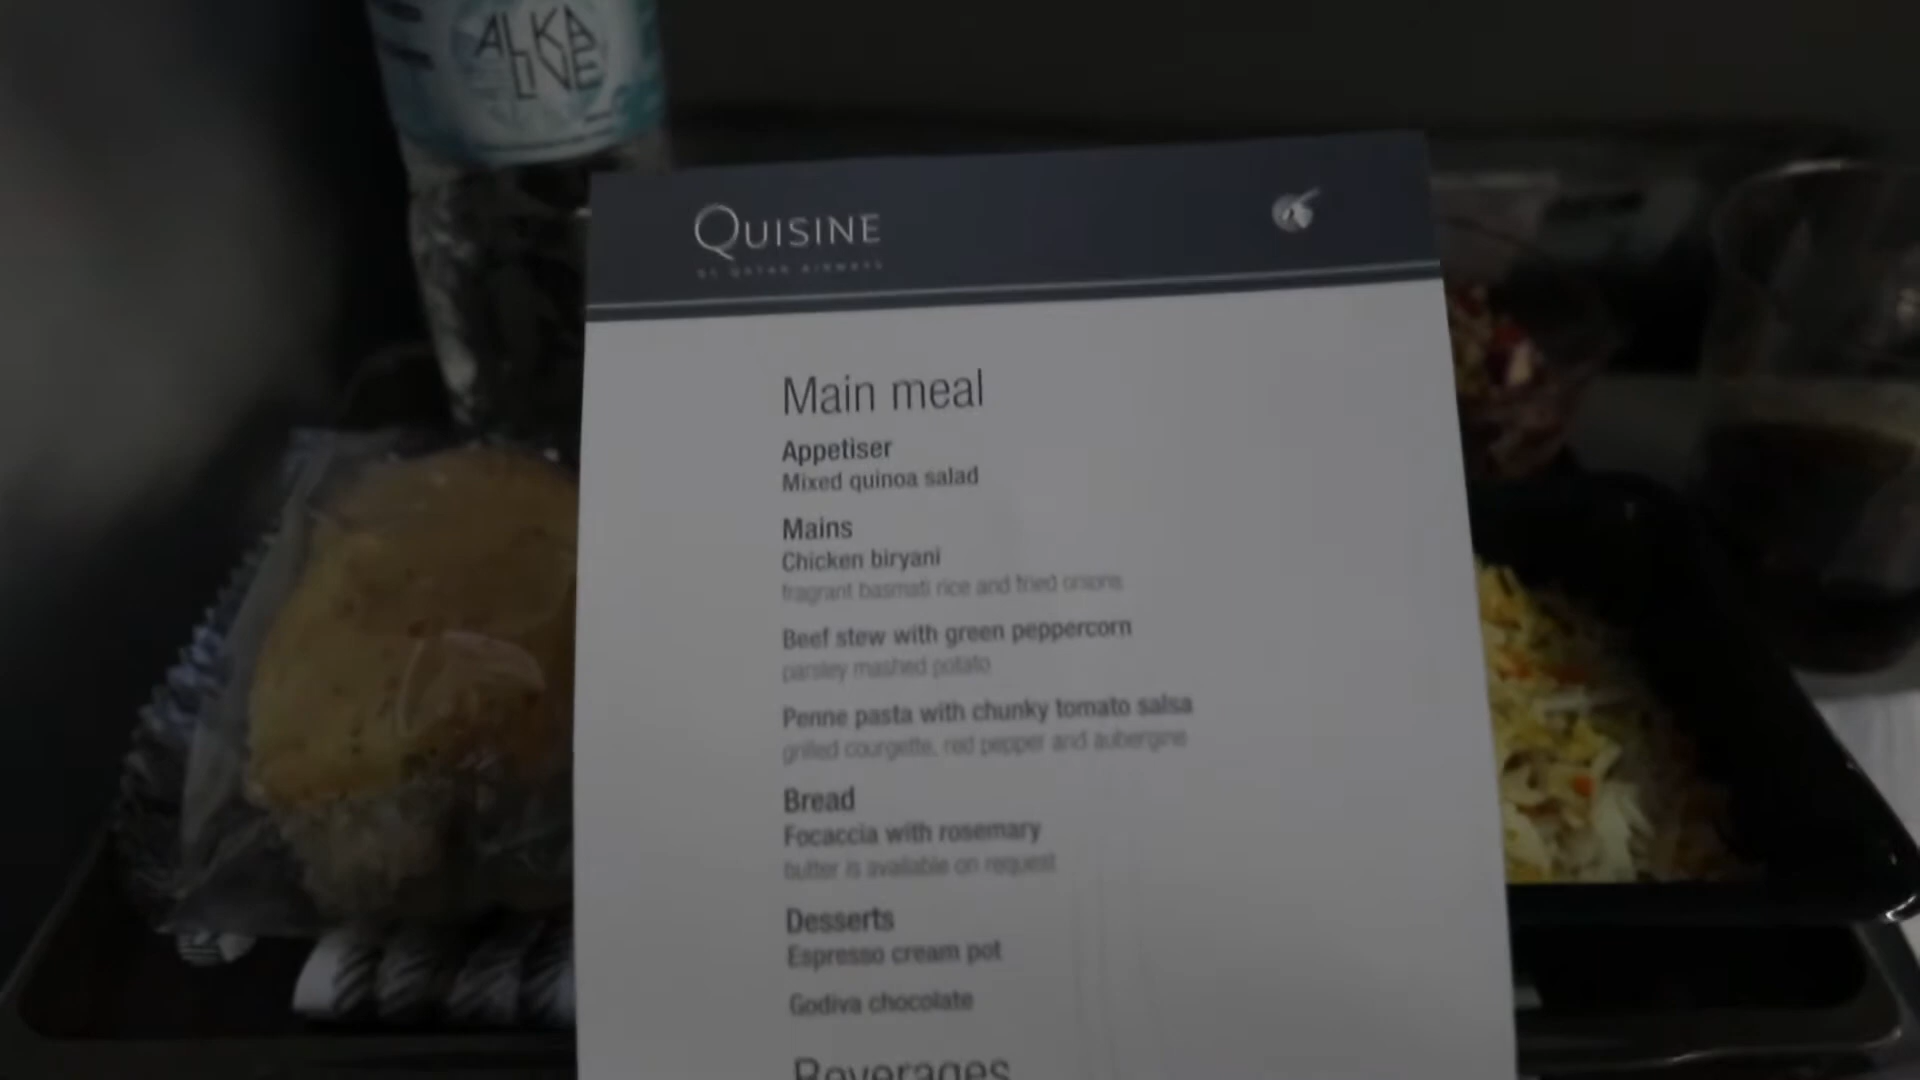 ALKA
LIVE
QUISINE
BY QATAR AIRWAYS
Main meal
Appetiser
Mixed quinoa salad
Mains
Chicken biryani
fragrant basmati rice and fried onions
Beef stew with green peppercorn
parsley mashed potato
Penne pasta with chunky tomato salsa
grilled courgette, red pepper and aubergine
Bread
Focaccia with rosemary
butter is available on request
Desserts
Espresso cream pot
Godiva chocolate
Beverages